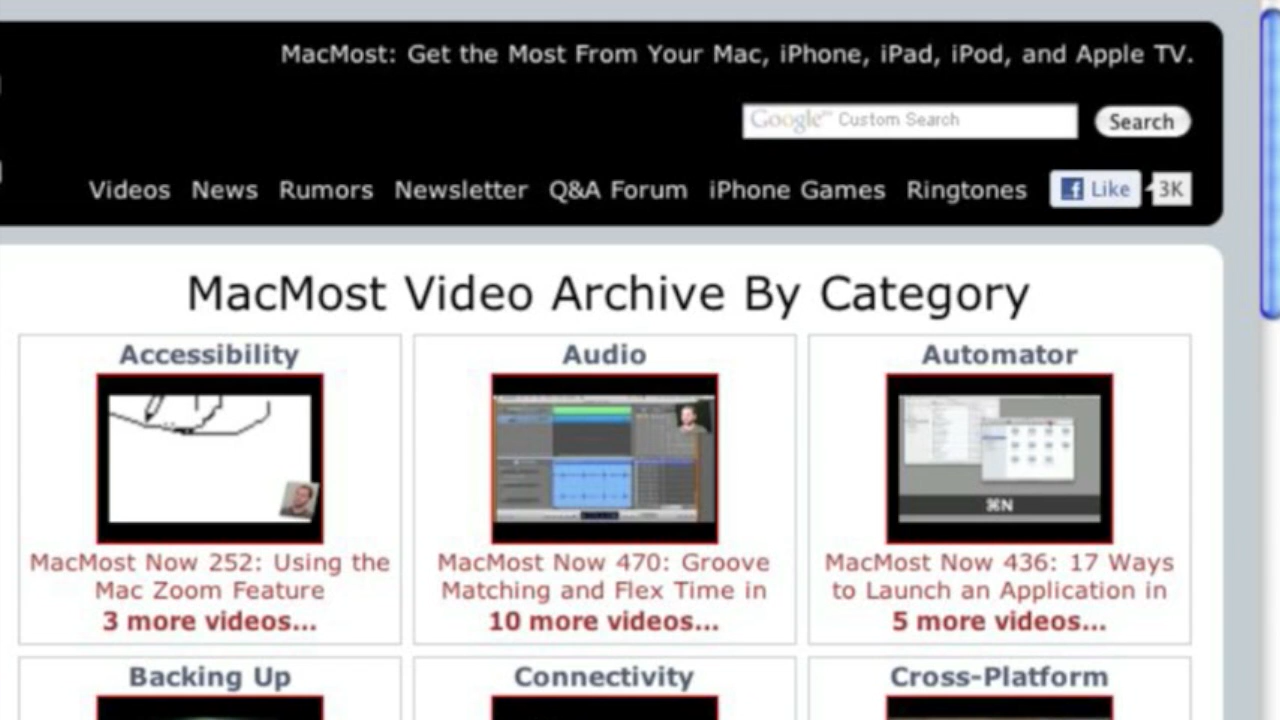 MacMost: Get the Most From Your Mac, iPhone, iPad, iPod, and Apple TV.
Google™ Custom Search Search
Videos News Rumors Newsletter Q&A Forum iPhone Games Ringtones Like 3K
MacMost Video Archive By Category
Accessibility Audio Automator
⌘N
MacMost Now 252: Using the MacMost Now 470: Groove MacMost Now 436: 17 Ways
Mac Zoom Feature Matching and Flex Time in to Launch an Application in
3 more videos... 10 more videos... 5 more videos...
Backing Up Connectivity Cross-Platform